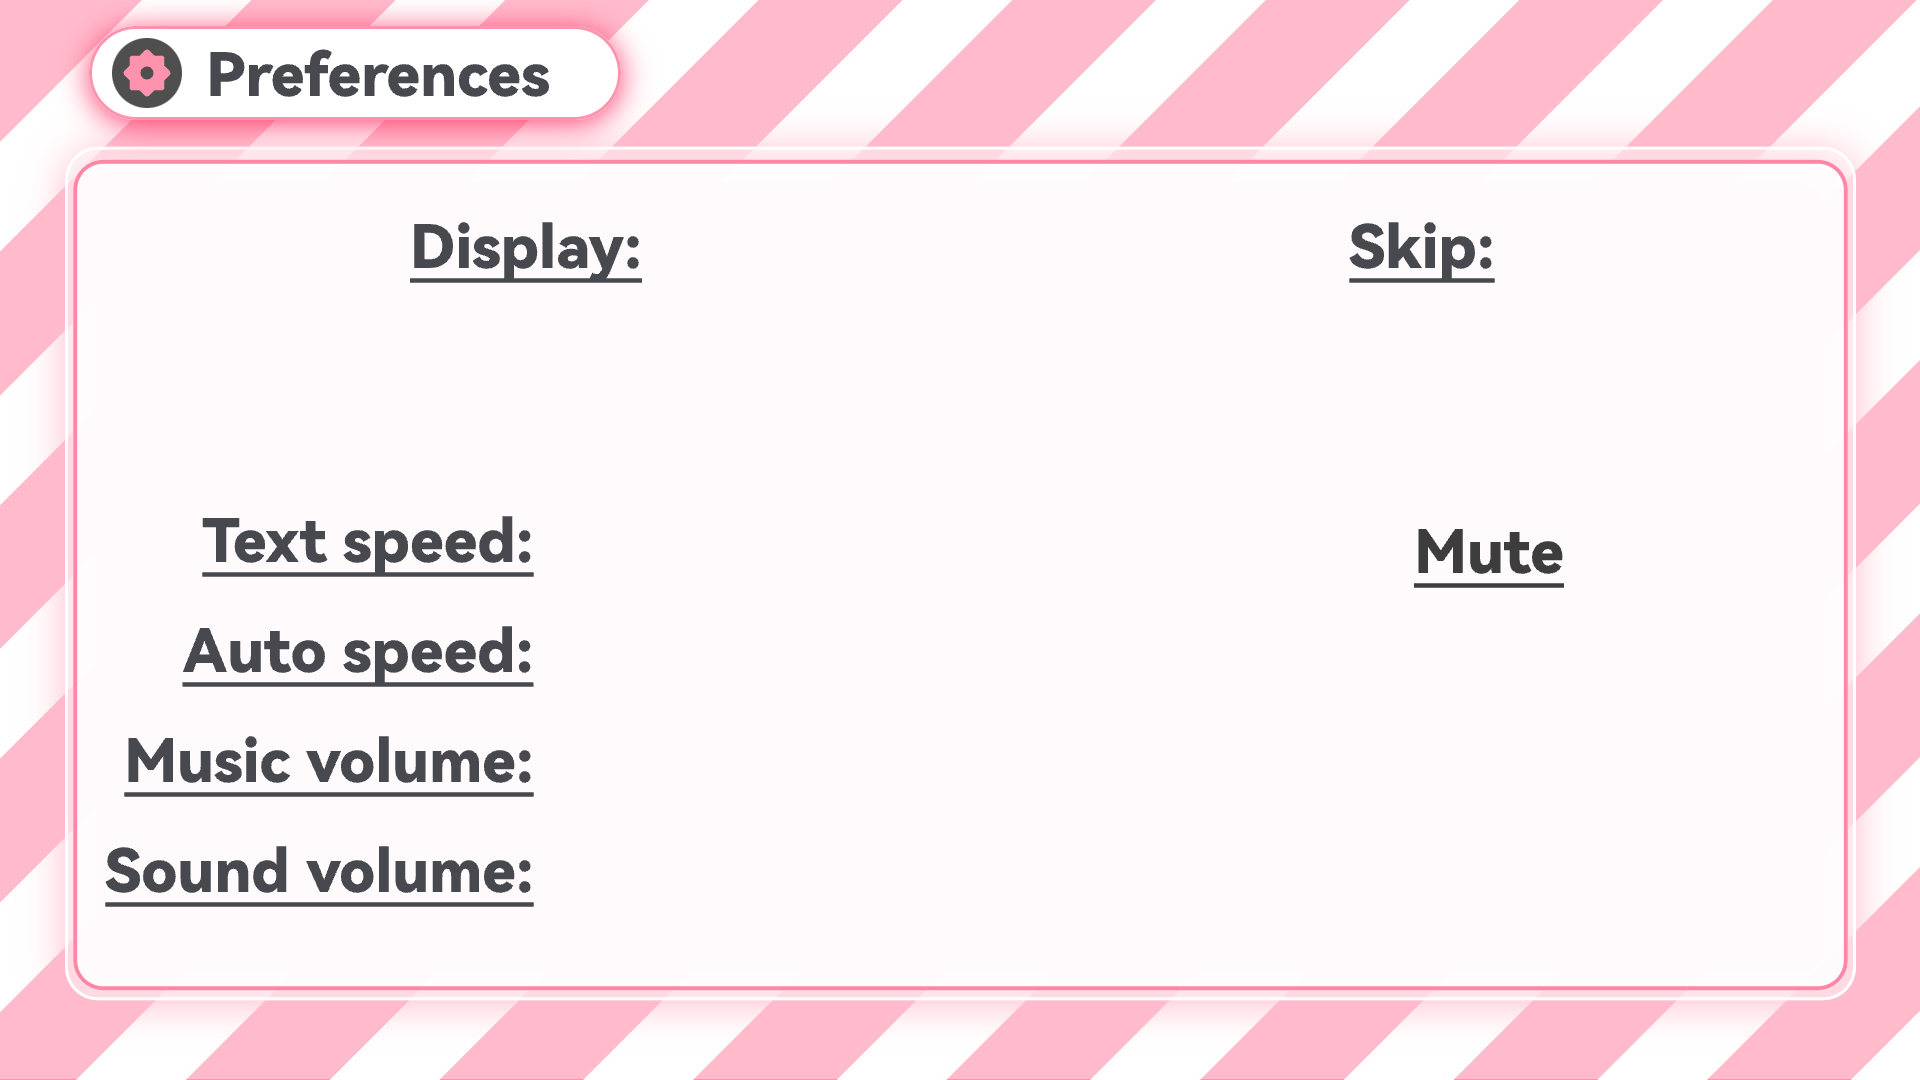 Preferences
Display:
Skip:
Text speed:
Mute
Auto speed:
Music volume:
Sound volume: